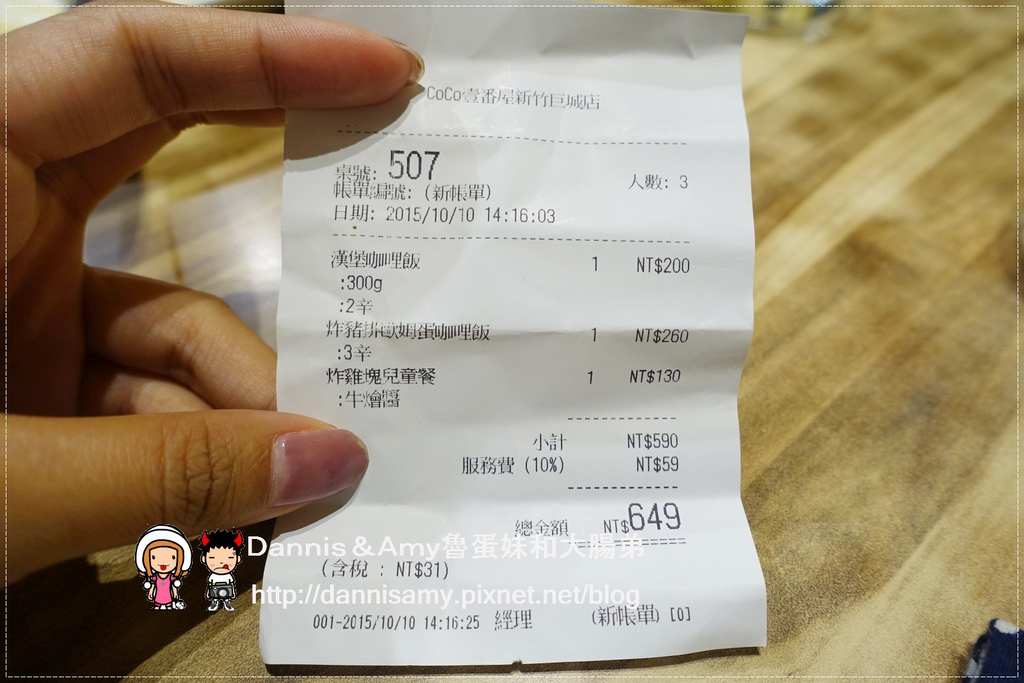 CoCo壹番屋新竹巨城店
桌號: 507
人數: 3
帳單編號: (新帳單)
日期: 2015/10/10 14:16:03
漢堡咖哩飯 1 NT$200
:300g
:2辛
炸豬排歐姆蛋咖哩飯 1 NT$260
:3辛
炸雞塊兒童餐 1 NT$130
:牛燴醬
小計 NT$590
服務費 (10%) NT$59
總金額 NT$649
Dannis＆Amy魯蛋妹和大腸弟
(含稅 : NT$31)
http://dannisamy.pixnet.net/blog
001-2015/10/10 14:16:25 經理 (新帳單) [0]